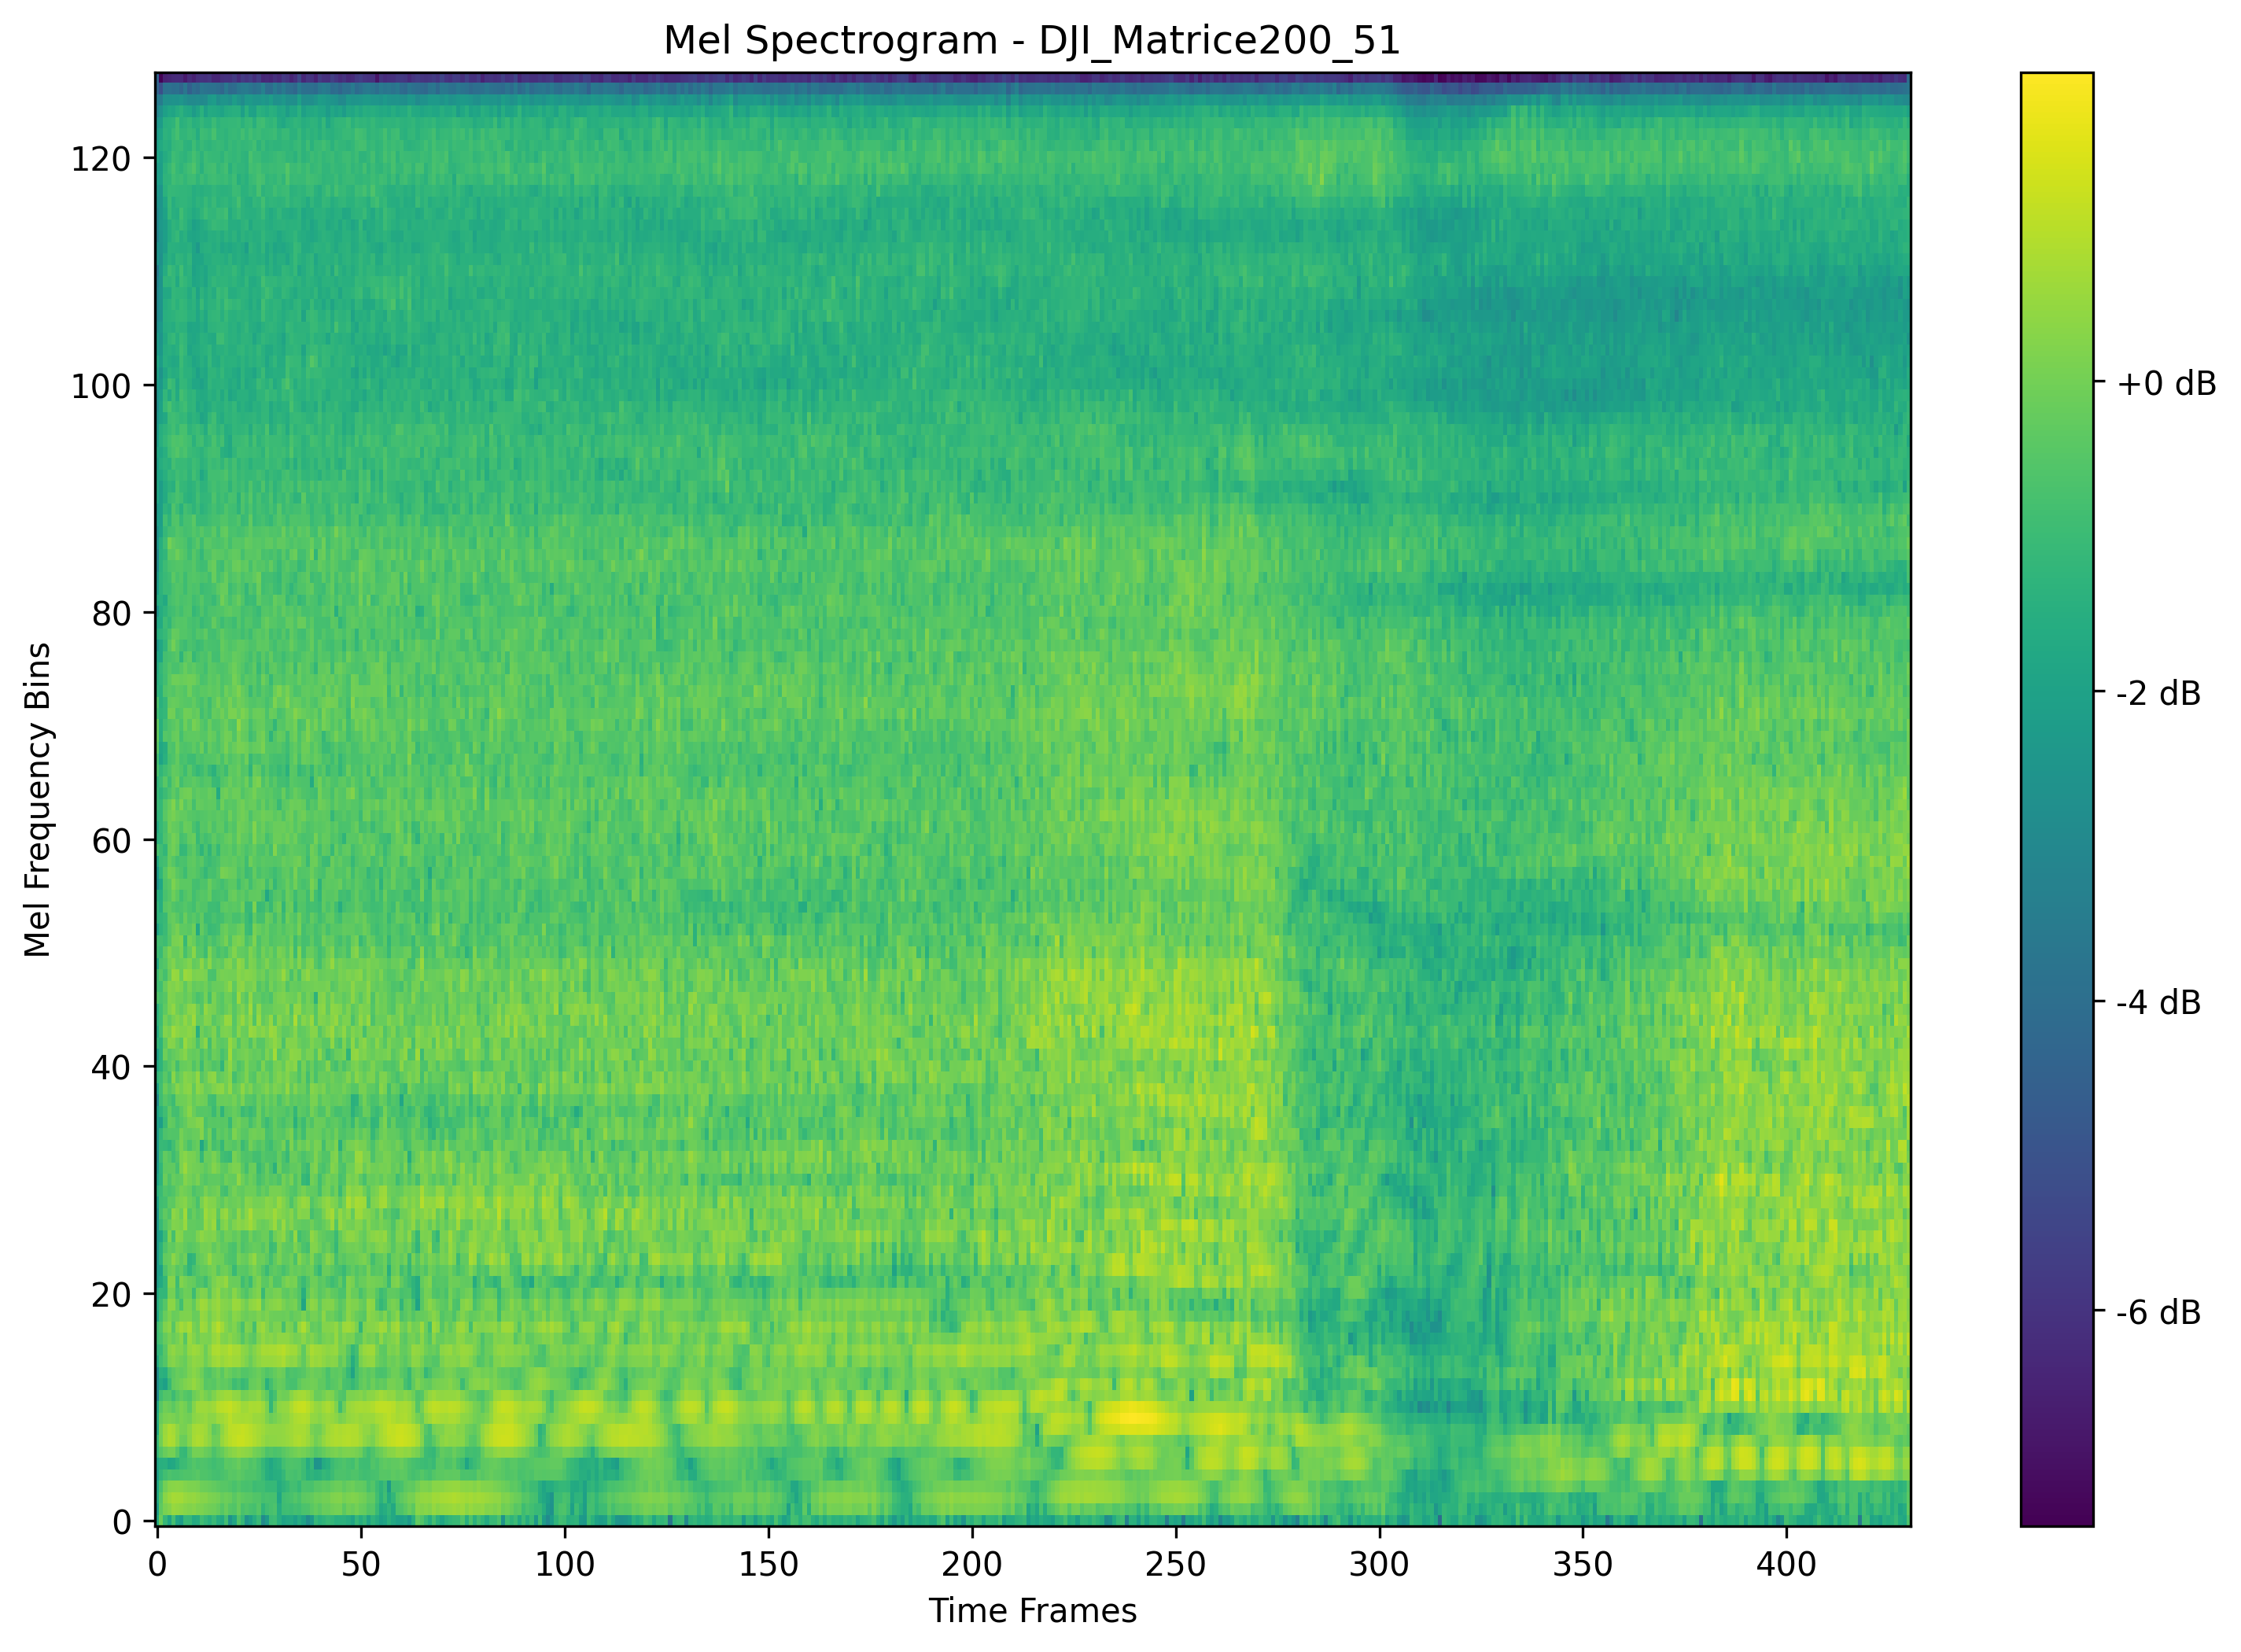 Mel Spectrogram - DJI_Matrice200_51
120
100
80
60
40
20
0
Mel Frequency Bins
0 50 100 150 200 250 300 350 400
Time Frames
+0 dB
-2 dB
-4 dB
-6 dB